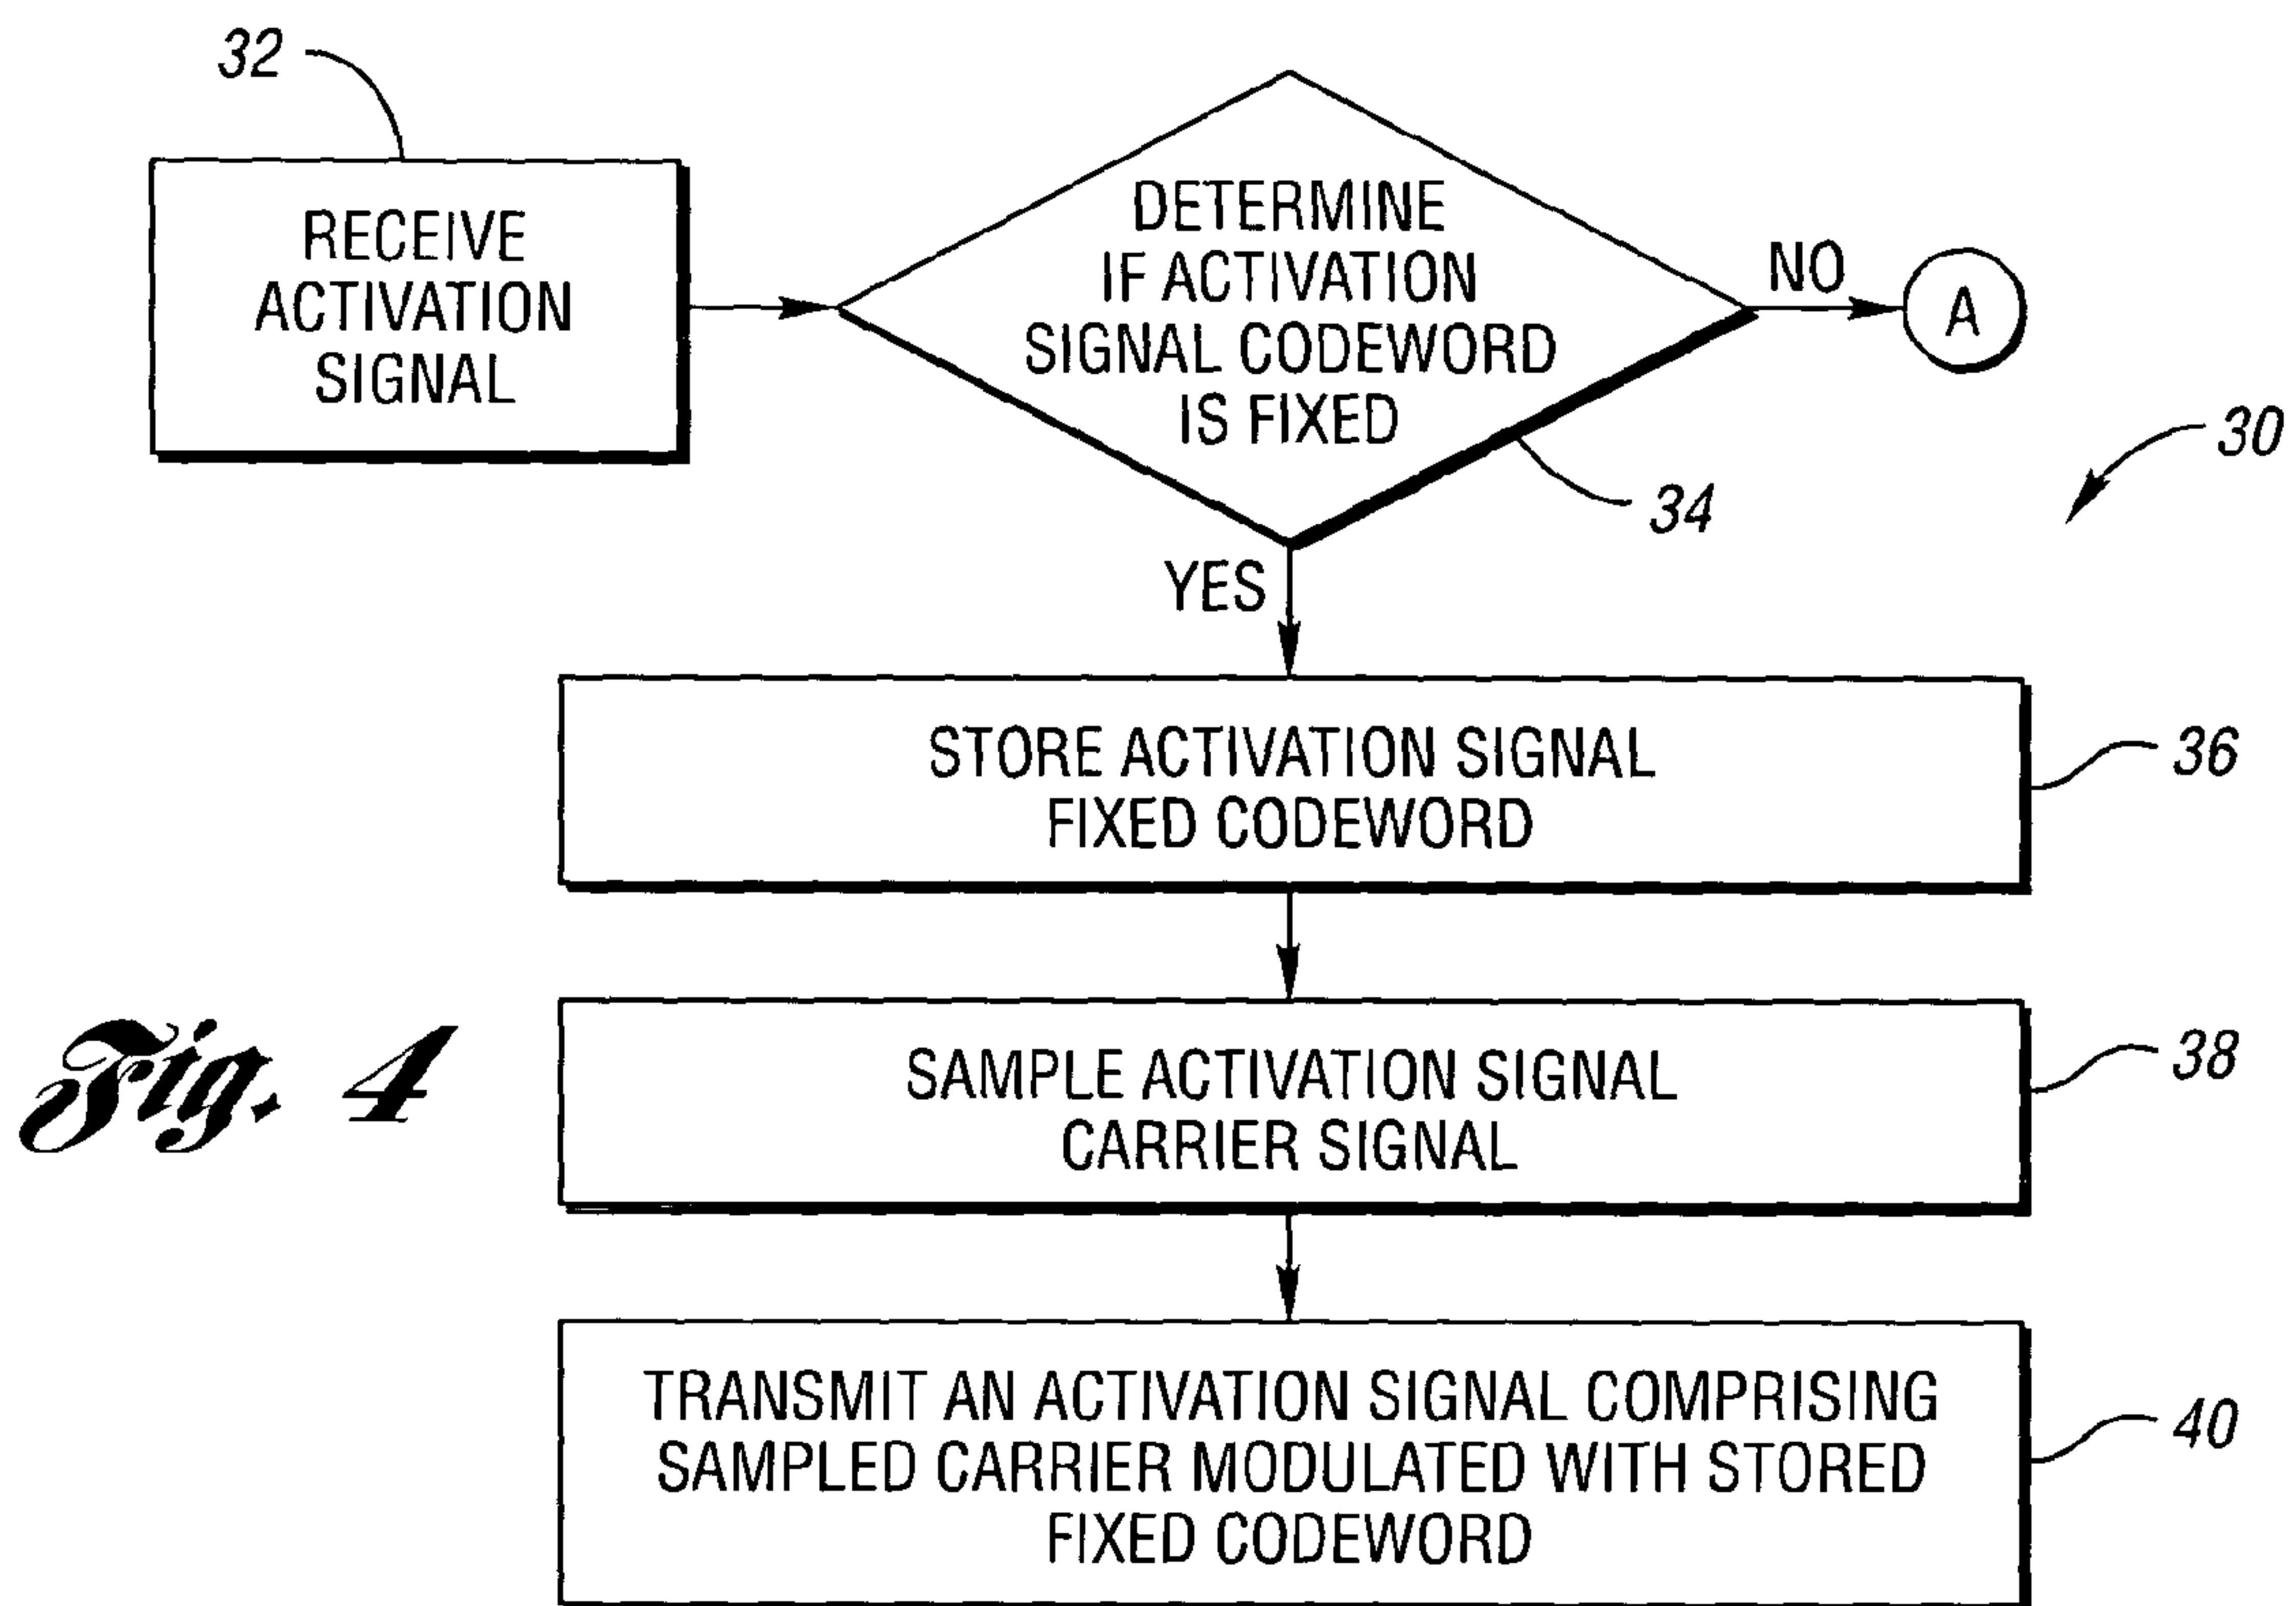 32
RECEIVE
ACTIVATION
SIGNAL
DETERMINE
IF ACTIVATION
SIGNAL CODEWORD
IS FIXED
NO
A
30
34
YES
STORE ACTIVATION SIGNAL
FIXED CODEWORD
36
SAMPLE ACTIVATION SIGNAL
CARRIER SIGNAL
38
Fig. 4
TRANSMIT AN ACTIVATION SIGNAL COMPRISING
SAMPLED CARRIER MODULATED WITH STORED
FIXED CODEWORD
40